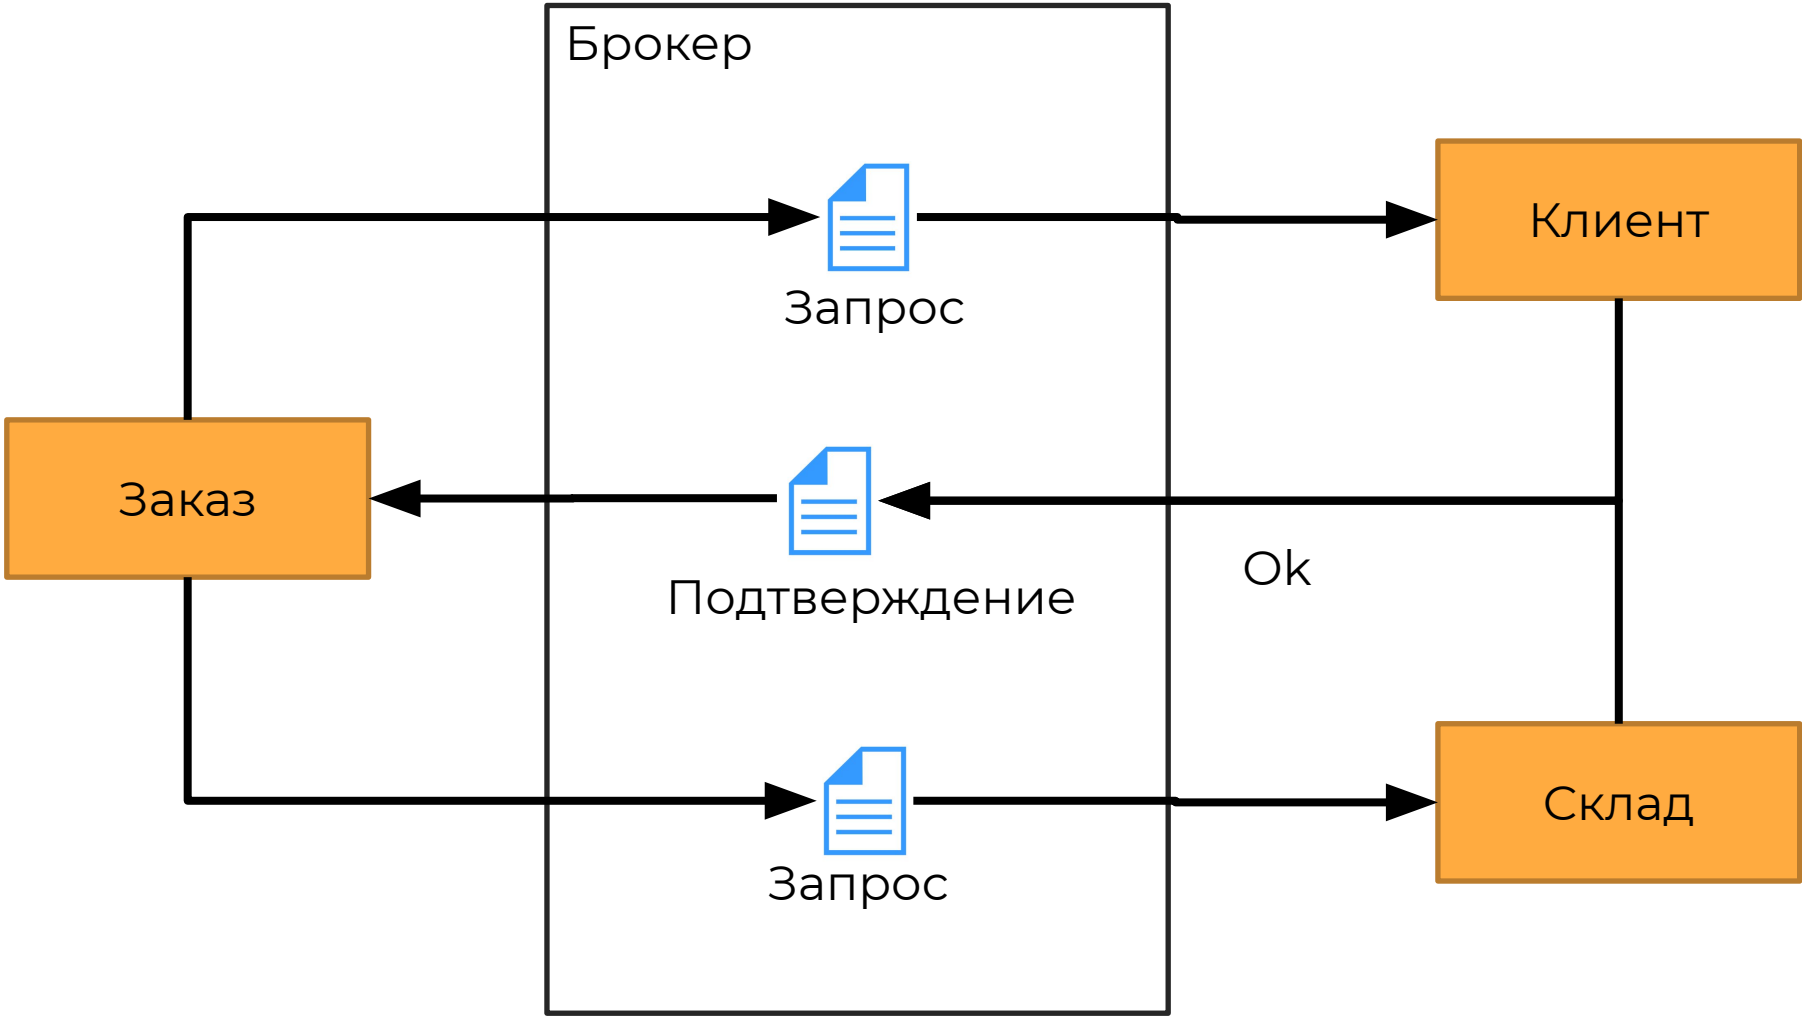 Брокер
Запрос
Клиент
Заказ
Подтверждение
Ok
Запрос
Склад